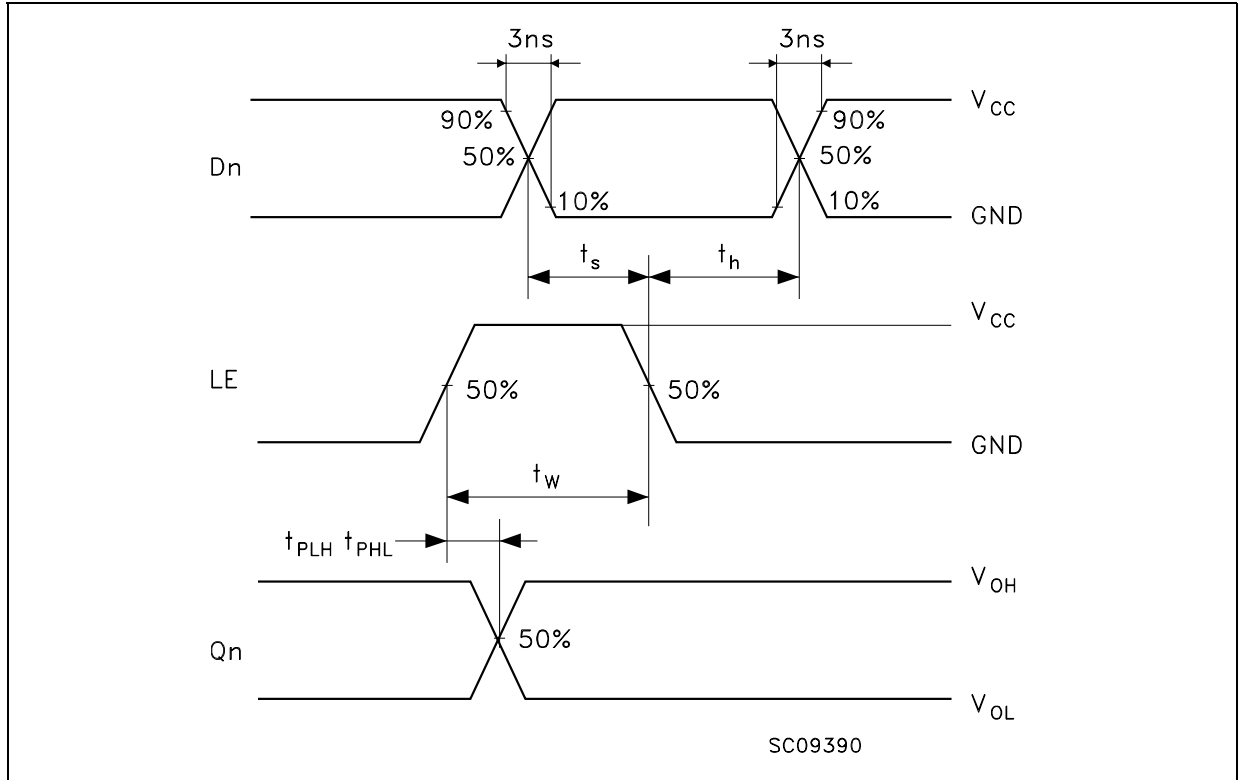 3ns 3ns
V_CC
90% 90%
50% 50%
Dn
10% 10%
GND
t_s t_h
V_CC
LE
50% 50%
GND
t_W
t_PLH t_PHL
V_OH
50%
Qn
V_OL
SC09390